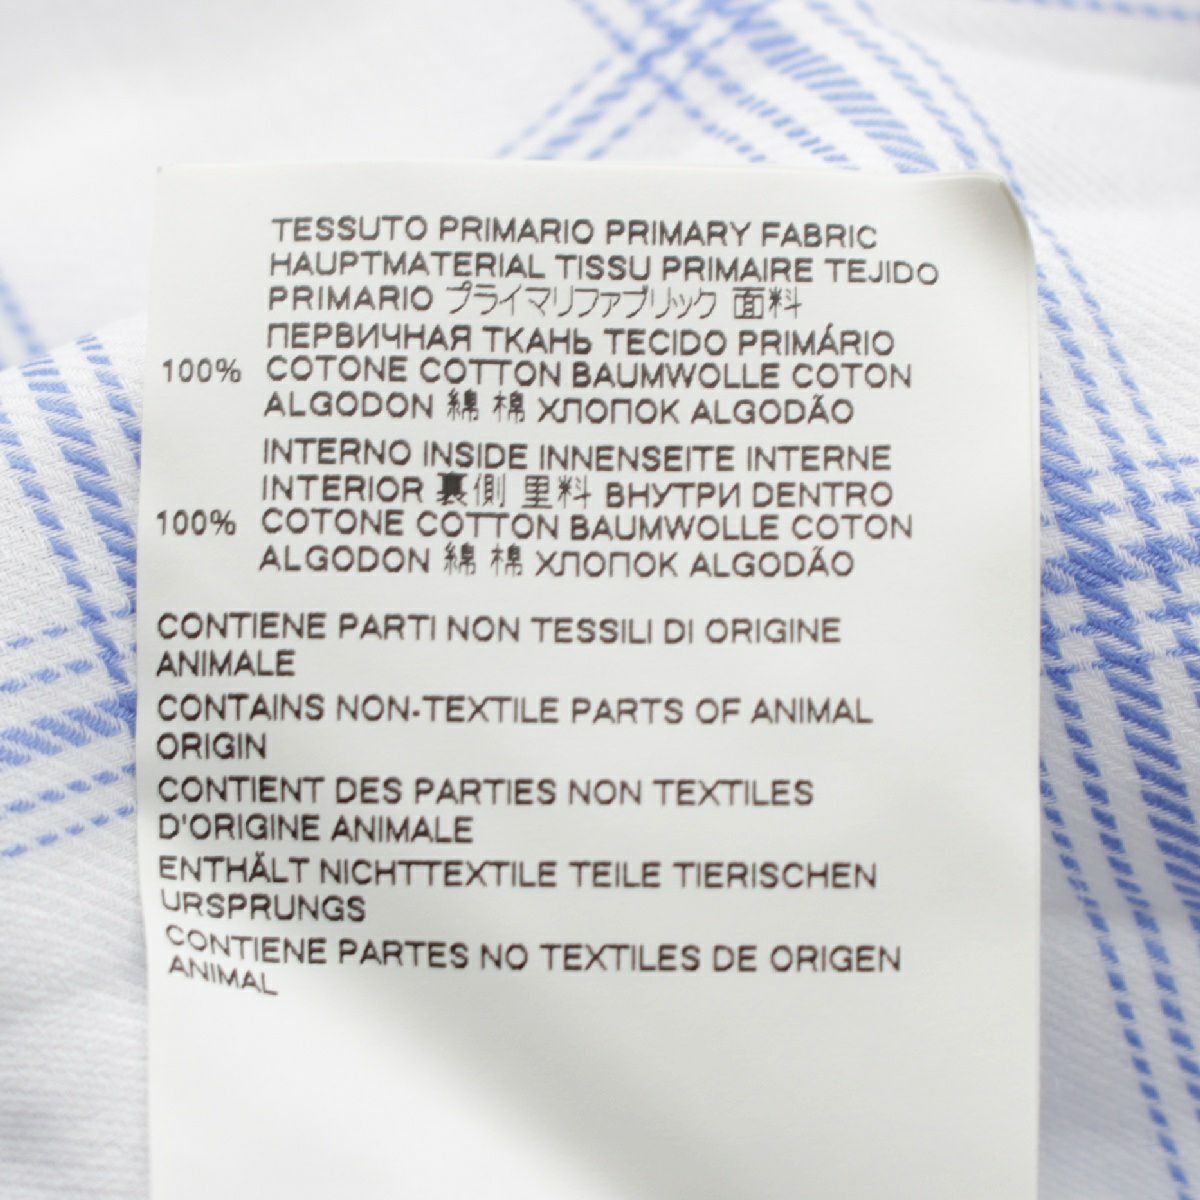 TESSUTO PRIMARIO PRIMARY FABRIC
HAUPTMATERIAL TISSU PRIMAIRE TEJIDO
PRIMARIO プライマリファブリック 面料
ПЕРВИЧНАЯ ТКАНЬ TECIDO PRIMÁRIO
100% COTONE COTTON BAUMWOLLE COTON
ALGODON 綿 棉 ХЛОПОК ALGODÃO
INTERNO INSIDE INNENSEITE INTERNE
INTERIOR 裏側 里料 ВНУТРИ DENTRO
100% COTONE COTTON BAUMWOLLE COTON
ALGODON 綿 棉 ХЛОПОК ALGODÃO
CONTIENE PARTI NON TESSILI DI ORIGINE
ANIMALE
CONTAINS NON-TEXTILE PARTS OF ANIMAL
ORIGIN
CONTIENT DES PARTIES NON TEXTILES
D'ORIGINE ANIMALE
ENTHÄLT NICHTTEXTILE TEILE TIERISCHEN
URSPRUNGS
CONTIENE PARTES NO TEXTILES DE ORIGEN
ANIMAL